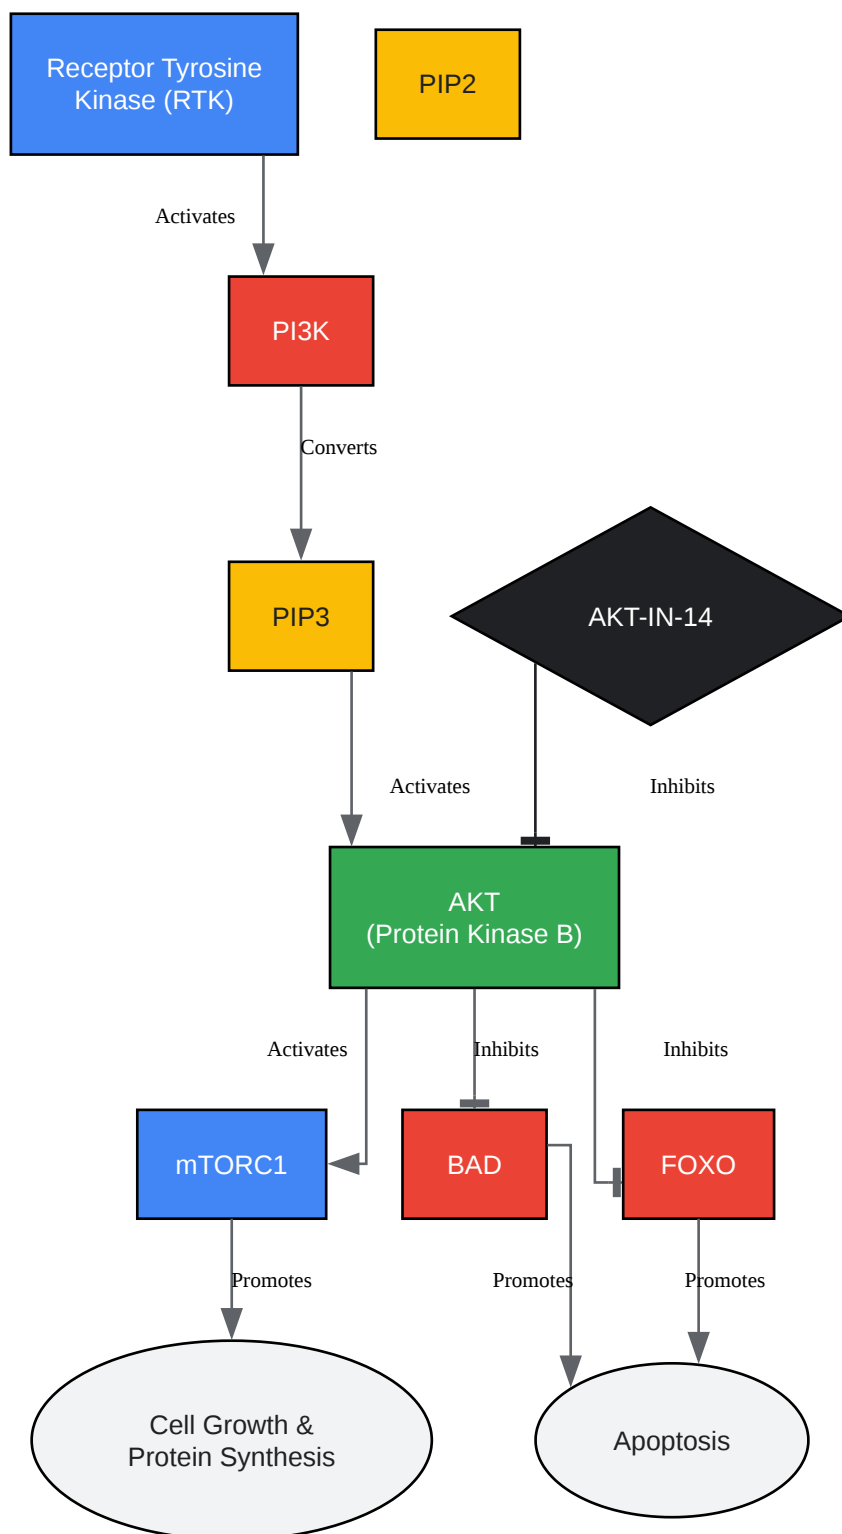 Receptor Tyrosine
Kinase (RTK)
PIP2
Activates
PI3K
Converts
PIP3
AKT-IN-14
Activates
Inhibits
AKT
(Protein Kinase B)
Activates
Inhibits
Inhibits
mTORC1
BAD
FOXO
Promotes
Promotes
Promotes
Cell Growth &
Protein Synthesis
Apoptosis